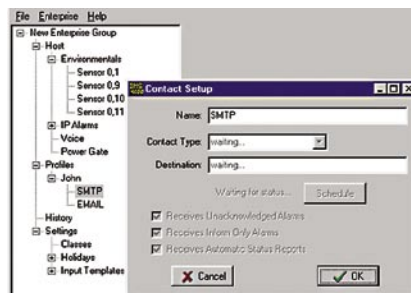 File Enterprise Help
New Enterprise Group
Host
Environmentals
Sensor 0,1
Sensor 0,9
Sensor 0,10
Sensor 0,11
IP Alarms
Voice
Power Gate
Profiles
John
SMTP
EMAIL
History
Settings
Classes
Holidays
Input Templates
Contact Setup
Name: SMTP
Contact Type: waiting...
Destination: waiting...
Waiting for status... Schedule
Receives Unacknowledged Alarms
Receives Inform Only Alarms
Receives Automatic Status Reports
Cancel OK